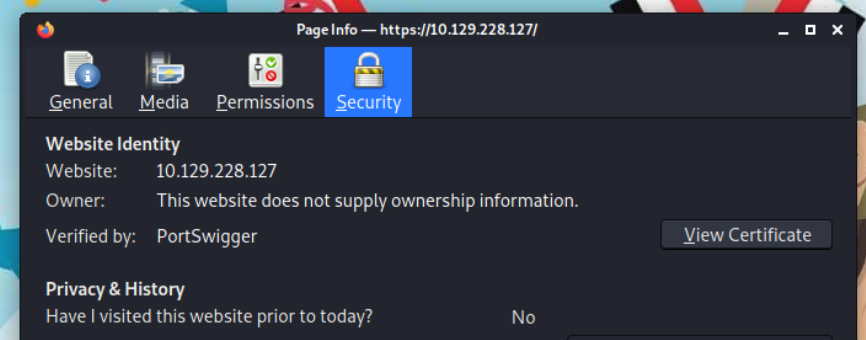 Page Info — https://10.129.228.127/
General Media Permissions Security
Website Identity
Website: 10.129.228.127
Owner: This website does not supply ownership information.
Verified by: PortSwigger
View Certificate
Privacy & History
Have I visited this website prior to today? No